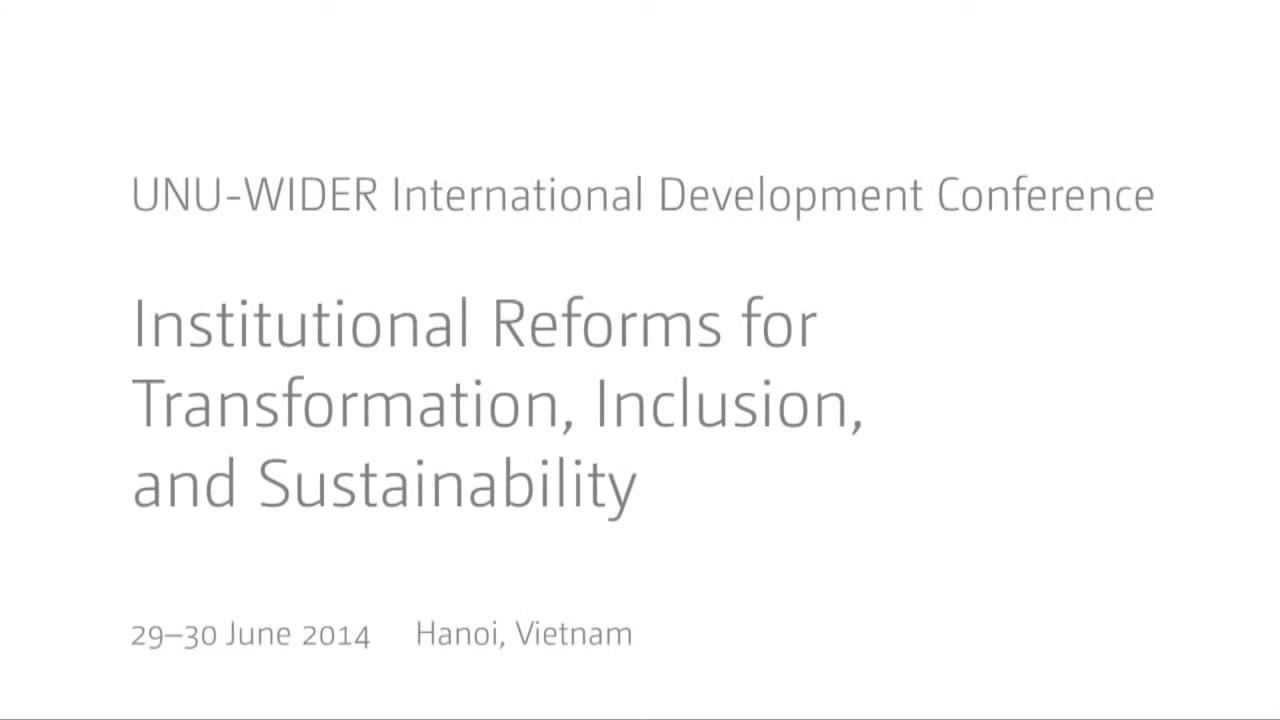 UNU-WIDER International Development Conference
Institutional Reforms for
Transformation, Inclusion,
and Sustainability
29–30 June 2014 Hanoi, Vietnam